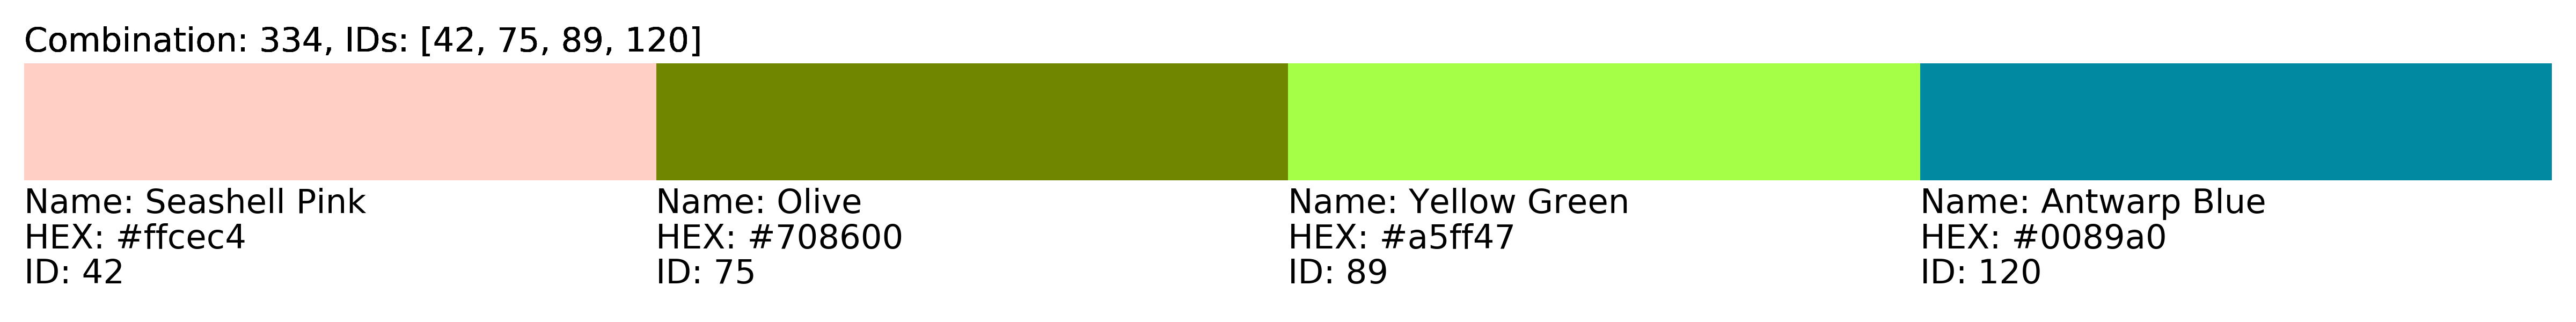 Combination: 334, IDs: [42, 75, 89, 120]
Name: Seashell Pink
HEX: #ffcec4
ID: 42
Name: Olive
HEX: #708600
ID: 75
Name: Yellow Green
HEX: #a5ff47
ID: 89
Name: Antwarp Blue
HEX: #0089a0
ID: 120